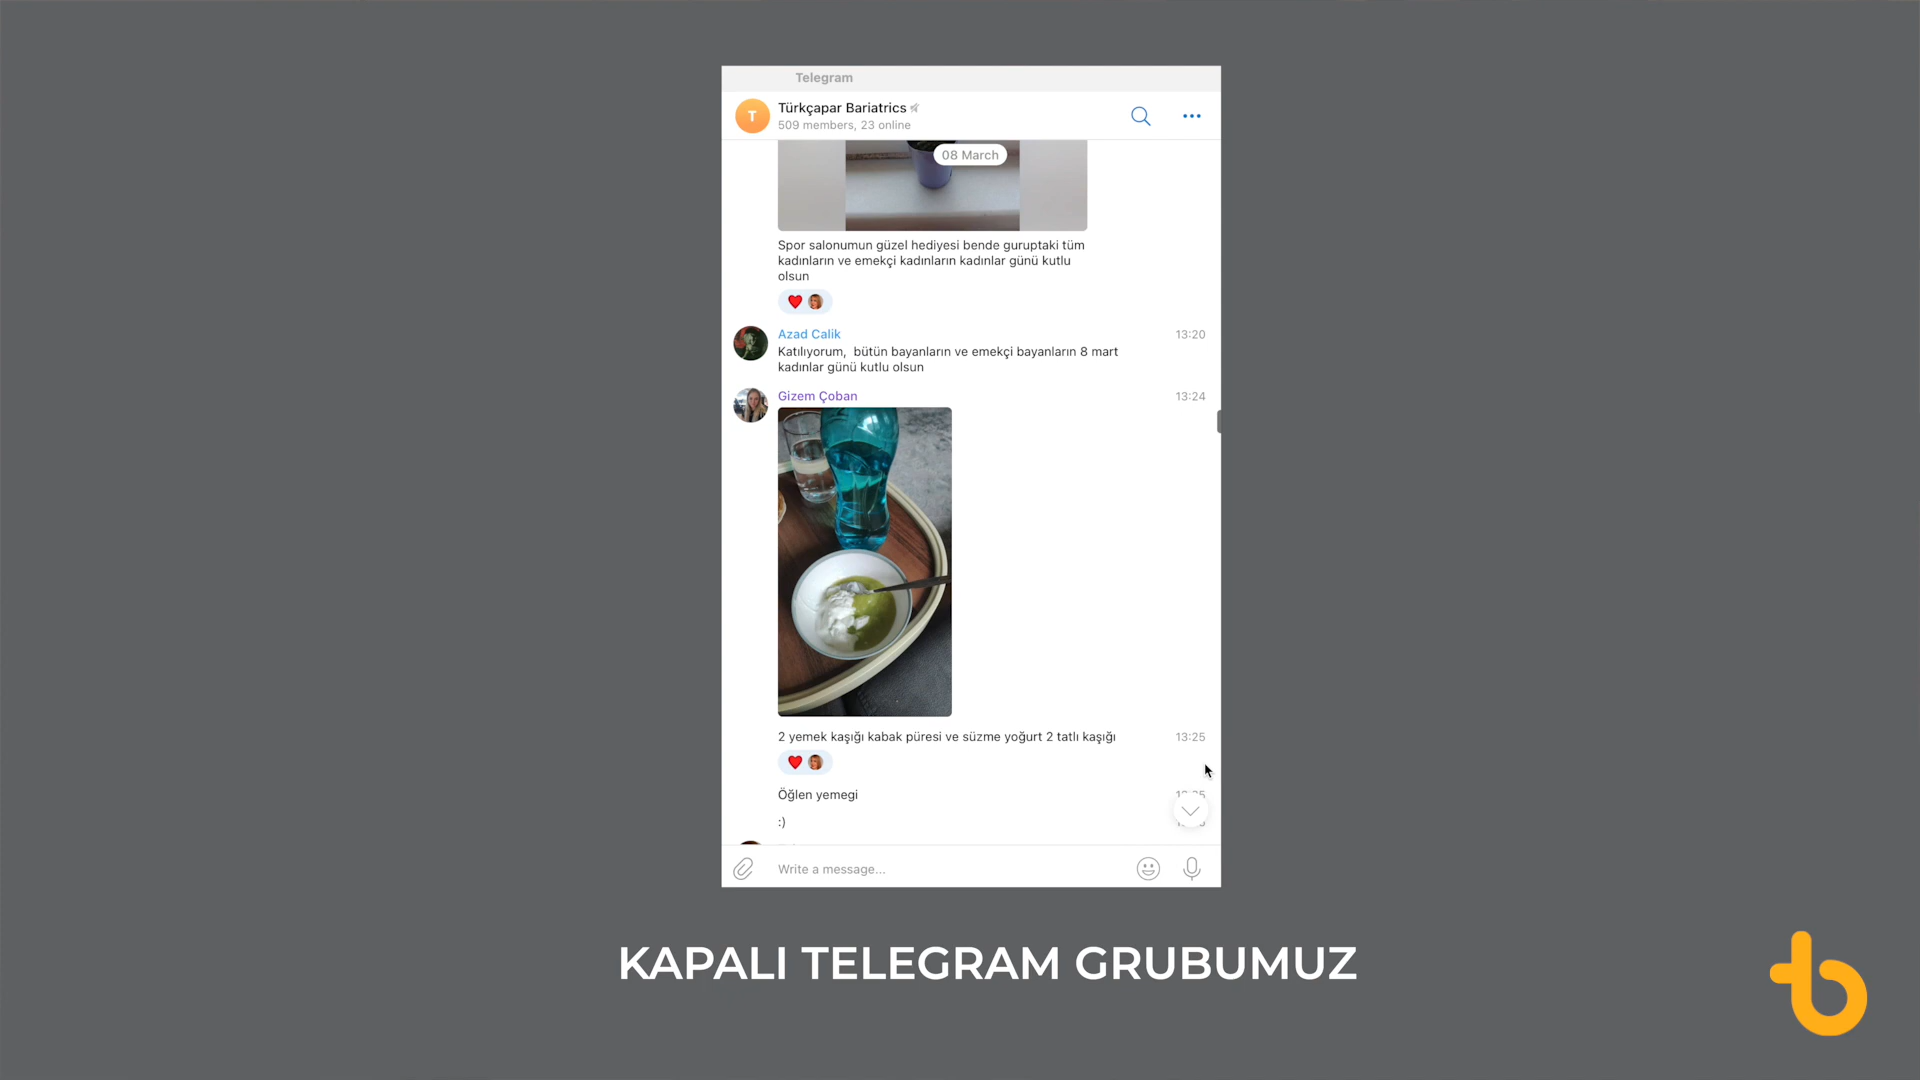 Telegram
T
Türkçapar Bariatrics
509 members, 23 online
08 March
Spor salonumun güzel hediyesi bende guruptaki tüm
kadınların ve emekçi kadınların kadınlar günü kutlu
olsun
Azad Calik
13:20
Katılıyorum,  bütün bayanların ve emekçi bayanların 8 mart
kadınlar günü kutlu olsun
Gizem Çoban
13:24
2 yemek kaşığı kabak püresi ve süzme yoğurt 2 tatlı kaşığı
13:25
Öğlen yemegi
:)
Write a message...
KAPALI TELEGRAM GRUBUMUZ